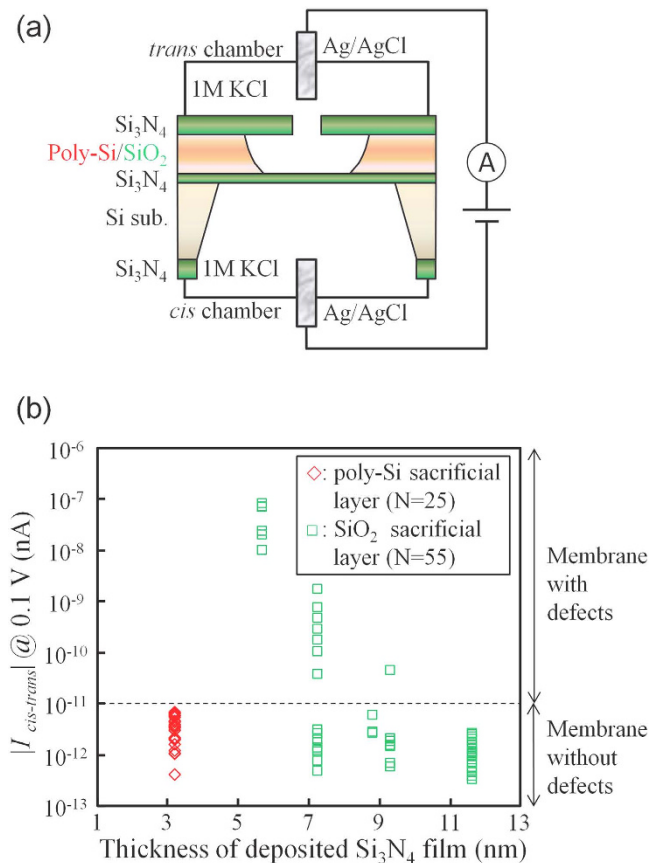 (a)
trans chamber
Ag/AgCl
1M KCl
Si₃N₄
Poly-Si/SiO₂
Si₃N₄
Si sub.
A
Si₃N₄
1M KCl
cis chamber
Ag/AgCl
(b)
|I cis-trans| @ 0.1 V (nA)
10⁻⁶
10⁻⁷
10⁻⁸
10⁻⁹
10⁻¹⁰
10⁻¹¹
10⁻¹²
10⁻¹³
◇: poly-Si sacrificial
layer (N=25)
□: SiO₂ sacrificial
layer (N=55)
Membrane
with
defects
Membrane
without
defects
1 3 5 7 9 11 13
Thickness of deposited Si₃N₄ film (nm)